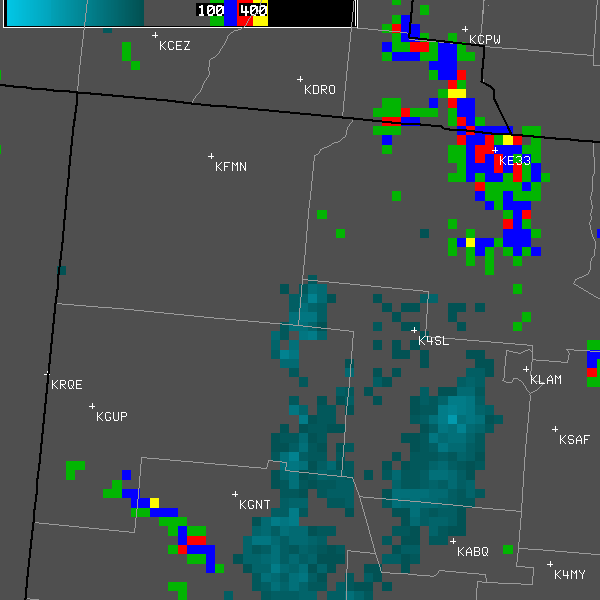 100 400
KCPW
KCEZ
KDRO
KE33
KFMN
K4SL
KLAM
KRQE
KGUP
KSAF
KGNT
KABQ
K4MY